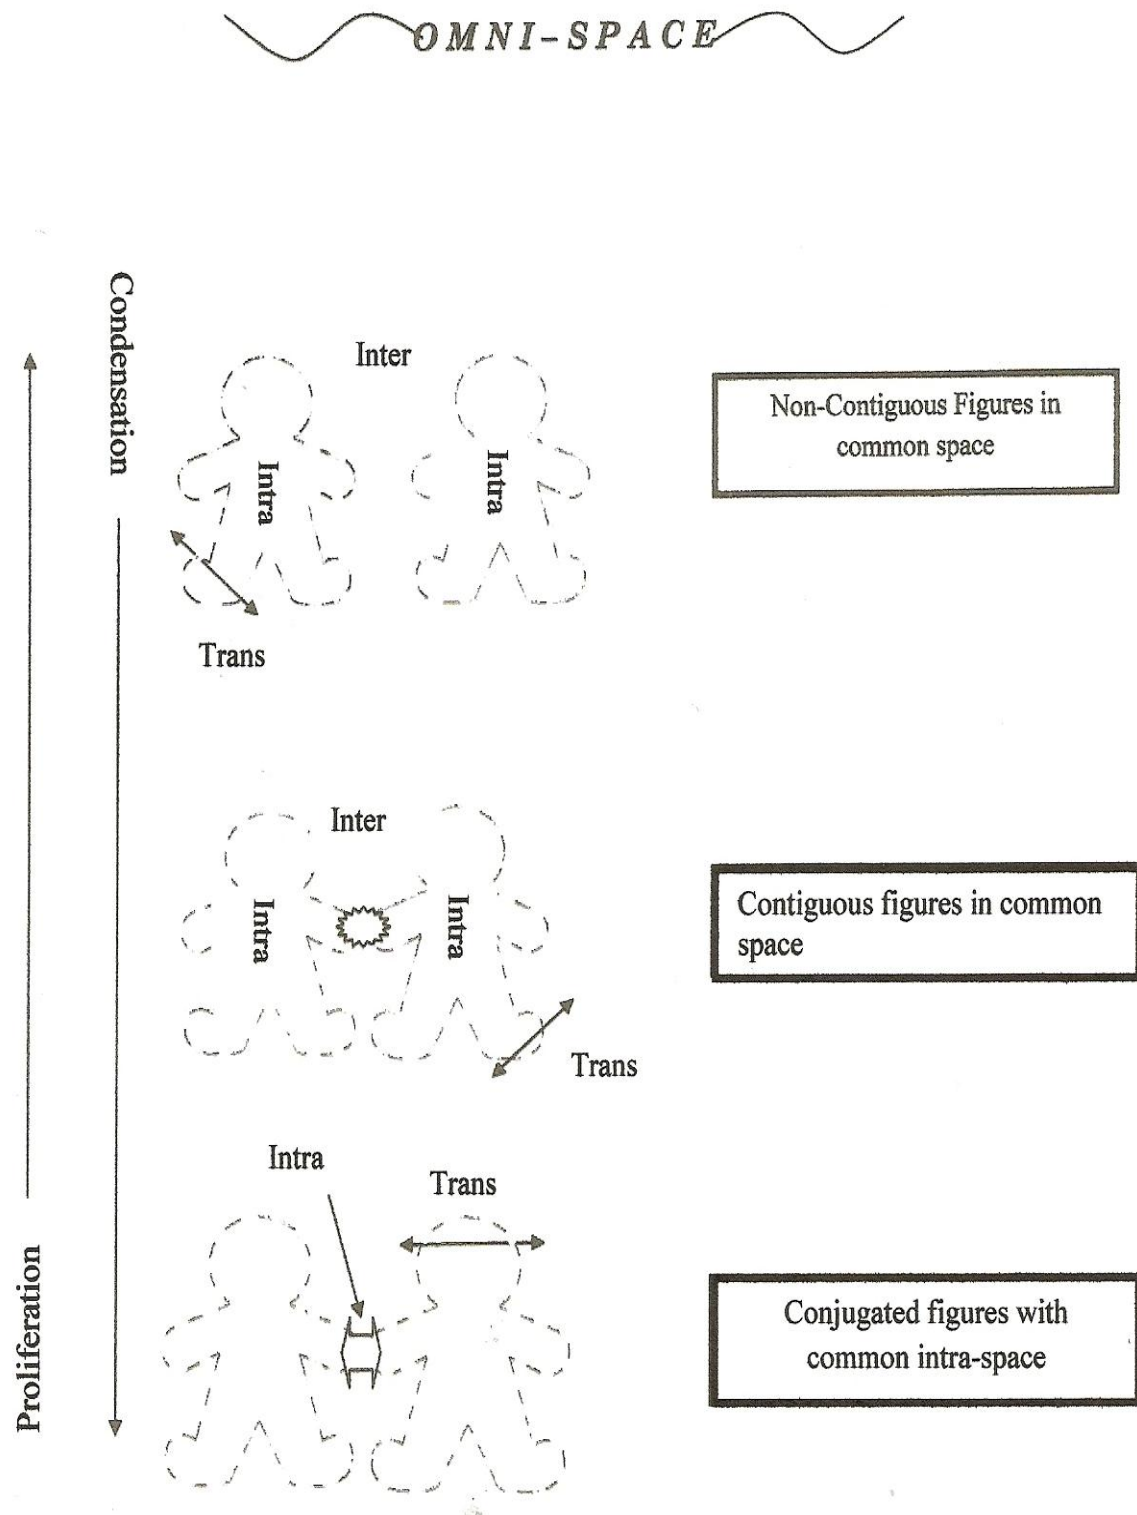 OMNI-SPACE
Condensation
Inter
Intra
Intra
Trans
Non-Contiguous Figures in
common space
Inter
Intra
Intra
Trans
Contiguous figures in common
space
Intra
Trans
Proliferation
Conjugated figures with
common intra-space